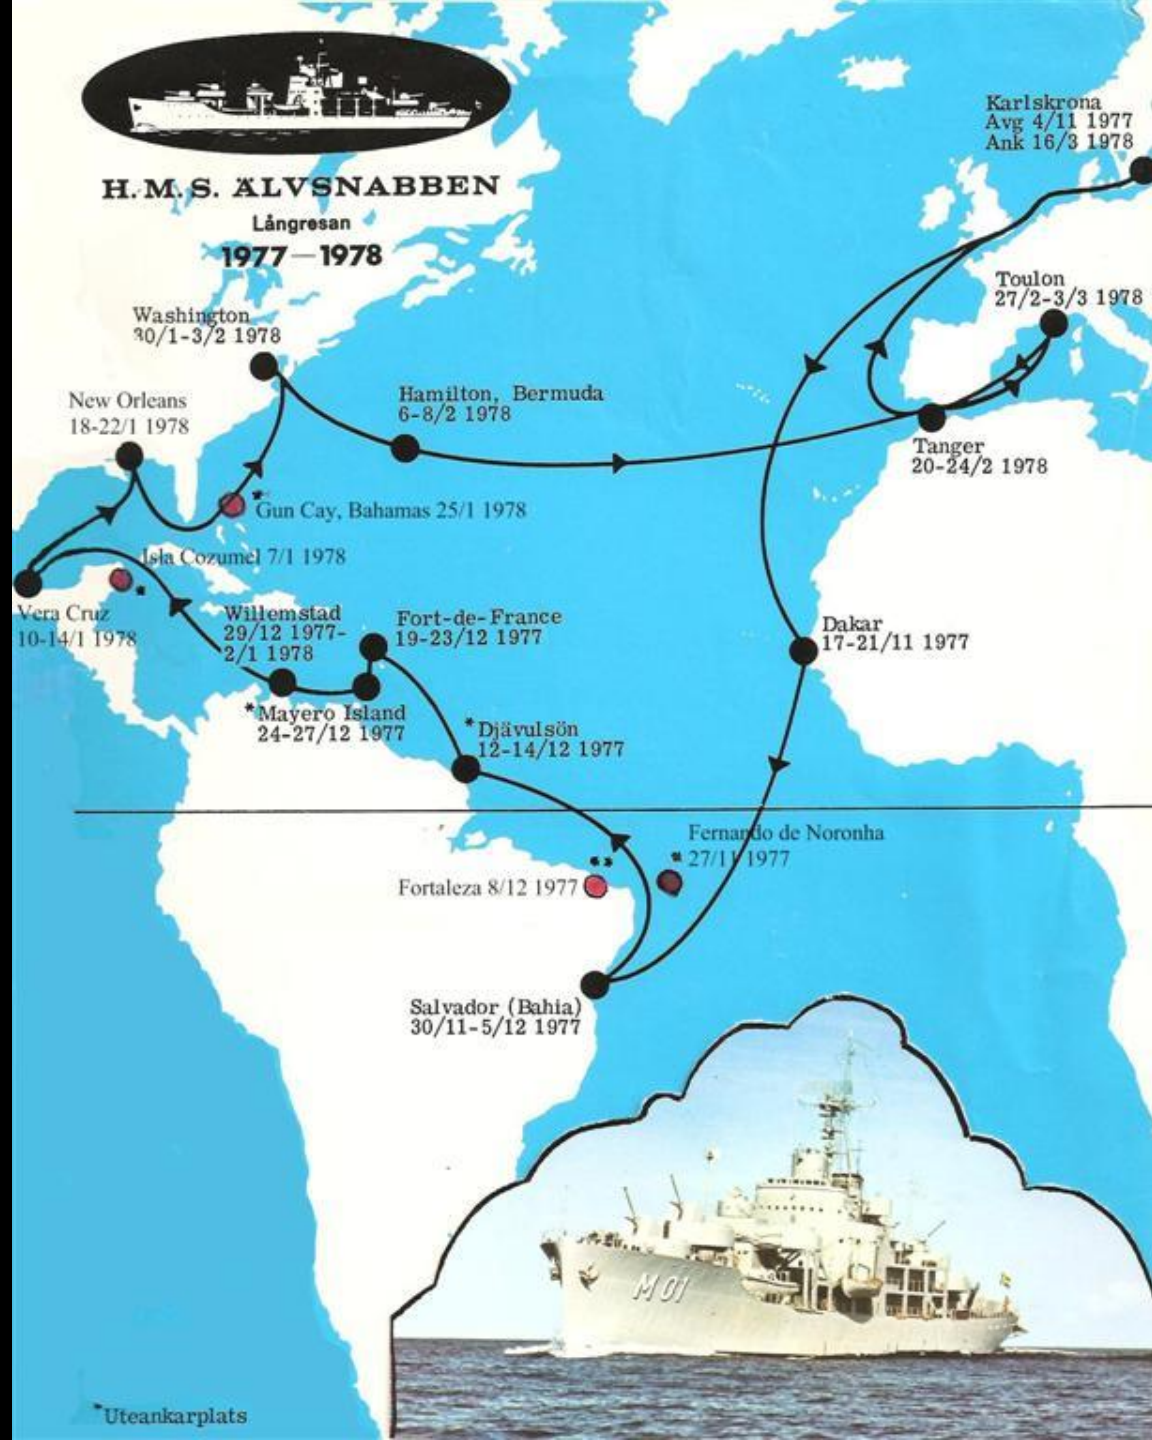 H.M.S. ÄLVSNABBEN
Långresan
1977—1978
Karlskrona
Avg 4/11 1977
Ank 16/3 1978
Toulon
27/2-3/3 1978
Washington
30/1-3/2 1978
New Orleans
18-22/1 1978
Hamilton, Bermuda
6-8/2 1978
Tanger
20-24/2 1978
*Gun Cay, Bahamas 25/1 1978
Isla Cozumel 7/1 1978
*
Vera Cruz
10-14/1 1978
Willemstad
29/12 1977-
2/1 1978
Fort-de-France
19-23/12 1977
Dakar
17-21/11 1977
*Mayero Island
24-27/12 1977
*Djävulsön
12-14/12 1977
Fernando de Noronha
* 27/11 1977
**
Fortaleza 8/12 1977
Salvador (Bahia)
30/11-5/12 1977
M 01
*Uteankarplats